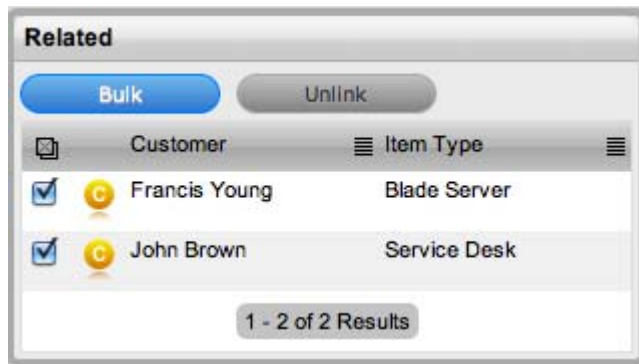 Related
Bulk Unlink
Customer Item Type
C Francis Young Blade Server
C John Brown Service Desk
1 - 2 of 2 Results